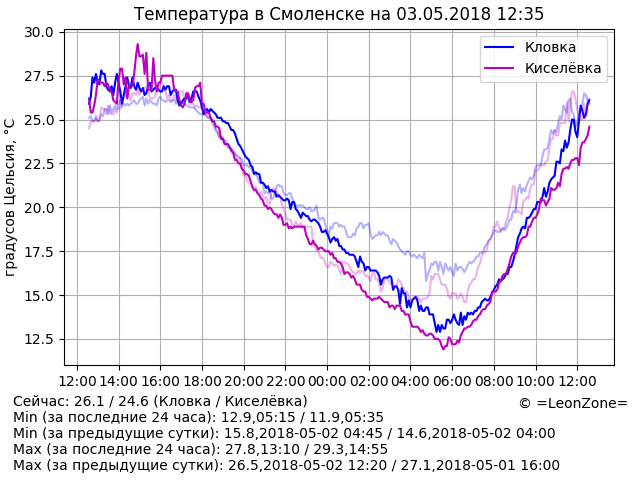 Температура в Смоленске на 03.05.2018 12:35
30.0
27.5
25.0
22.5
20.0
17.5
15.0
12.5
градусов Цельсия, °C
Кловка
Киселёвка
12:00 14:00 16:00 18:00 20:00 22:00 00:00 02:00 04:00 06:00 08:00 10:00 12:00
Сейчас: 26.1 / 24.6 (Кловка / Киселёвка)
© =LeonZone=
Min (за последние 24 часа): 12.9,05:15 / 11.9,05:35
Min (за предыдущие сутки): 15.8,2018-05-02 04:45 / 14.6,2018-05-02 04:00
Max (за последние 24 часа): 27.8,13:10 / 29.3,14:55
Max (за предыдущие сутки): 26.5,2018-05-02 12:20 / 27.1,2018-05-01 16:00